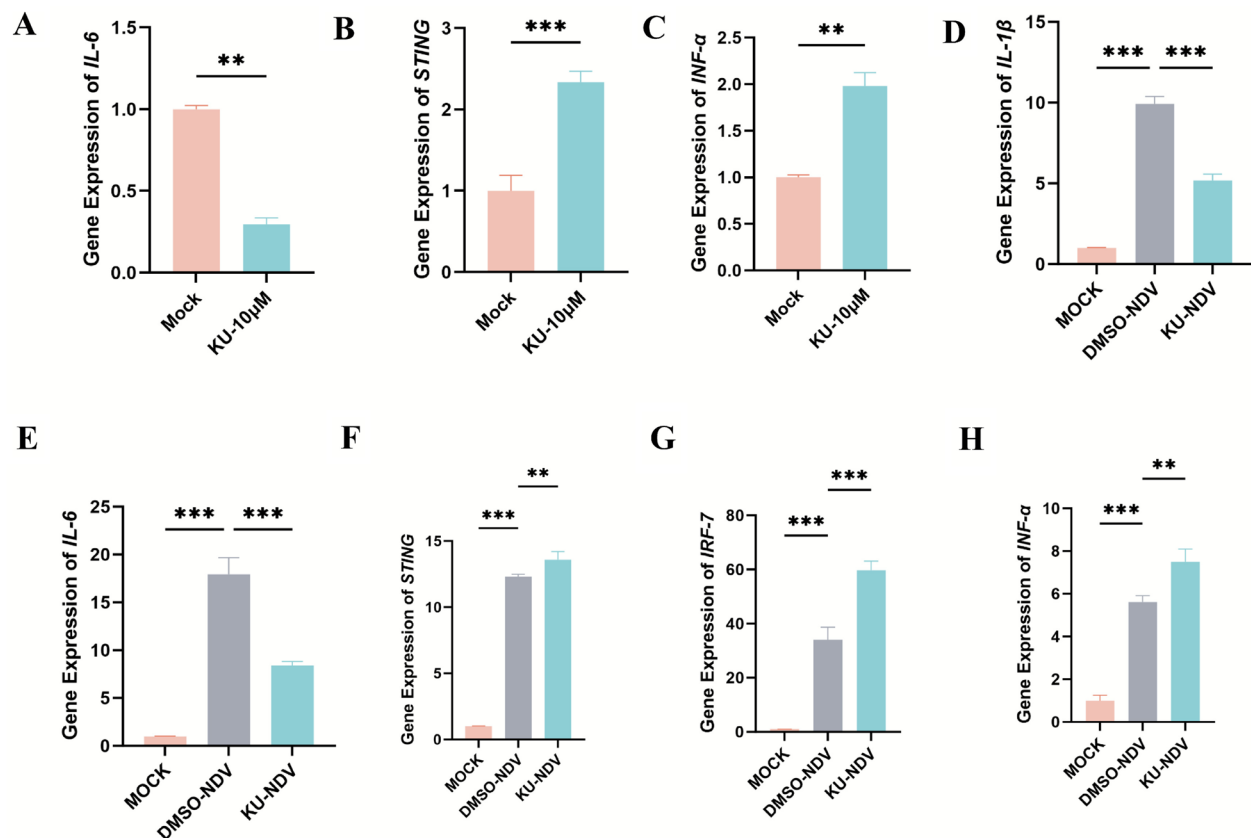 A
Gene Expression of IL-6
1.5
1.0
0.5
0.0
**
Mock
KU-10μM
B
Gene Expression of STING
3
2
1
0
***
Mock
KU-10μM
C
Gene Expression of INF-α
2.5
2.0
1.5
1.0
0.5
0.0
**
Mock
KU-10μM
D
Gene Expression of IL-1β
15
10
5
0
*** ***
MOCK
DMSO-NDV
KU-NDV
E
Gene Expression of IL-6
25
20
15
10
5
0
*** ***
MOCK
DMSO-NDV
KU-NDV
F
Gene Expression of STING
15
10
5
0
**
***
MOCK
DMSO-NDV
KU-NDV
G
Gene Expression of IRF-7
80
60
40
20
0
***
***
MOCK
DMSO-NDV
KU-NDV
H
Gene Expression of INF-α
10
8
6
4
2
0
**
***
MOCK
DMSO-NDV
KU-NDV